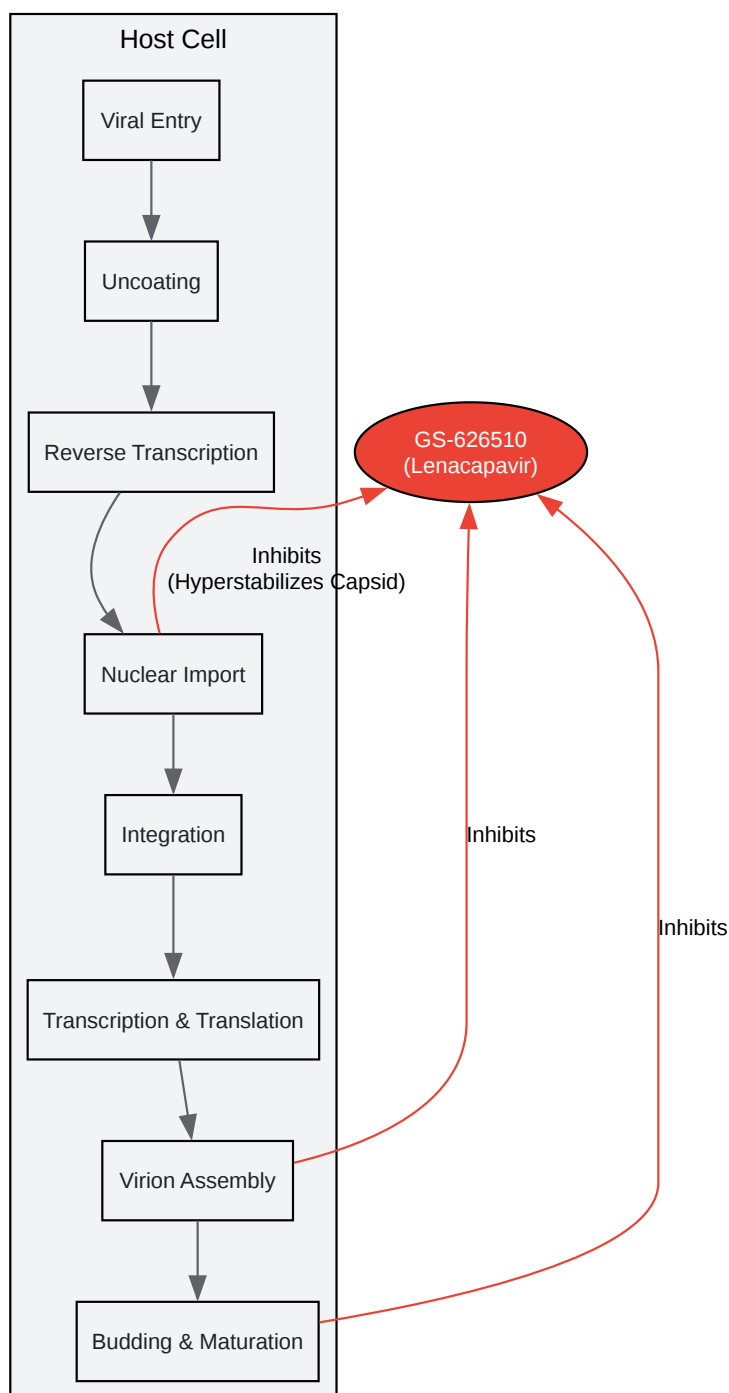 Host Cell
Viral Entry
Uncoating
Reverse Transcription
GS-626510
(Lenacapavir)
Inhibits
(Hyperstabilizes Capsid)
Nuclear Import
Integration
Inhibits
Inhibits
Transcription & Translation
Virion Assembly
Budding & Maturation